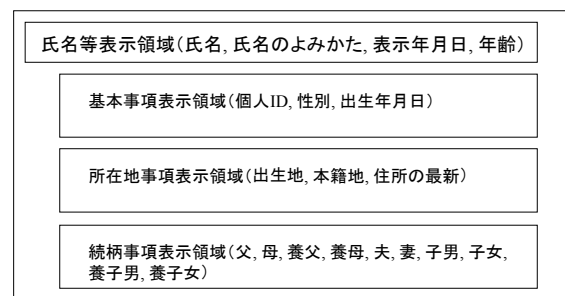 氏名等表示領域(氏名, 氏名のよみかた, 表示年月日, 年齢)
基本事項表示領域(個人ID, 性別, 出生年月日)
所在地事項表示領域(出生地, 本籍地, 住所の最新)
続柄事項表示領域(父, 母, 養父, 養母, 夫, 妻, 子男, 子女,
養子男, 養子女)